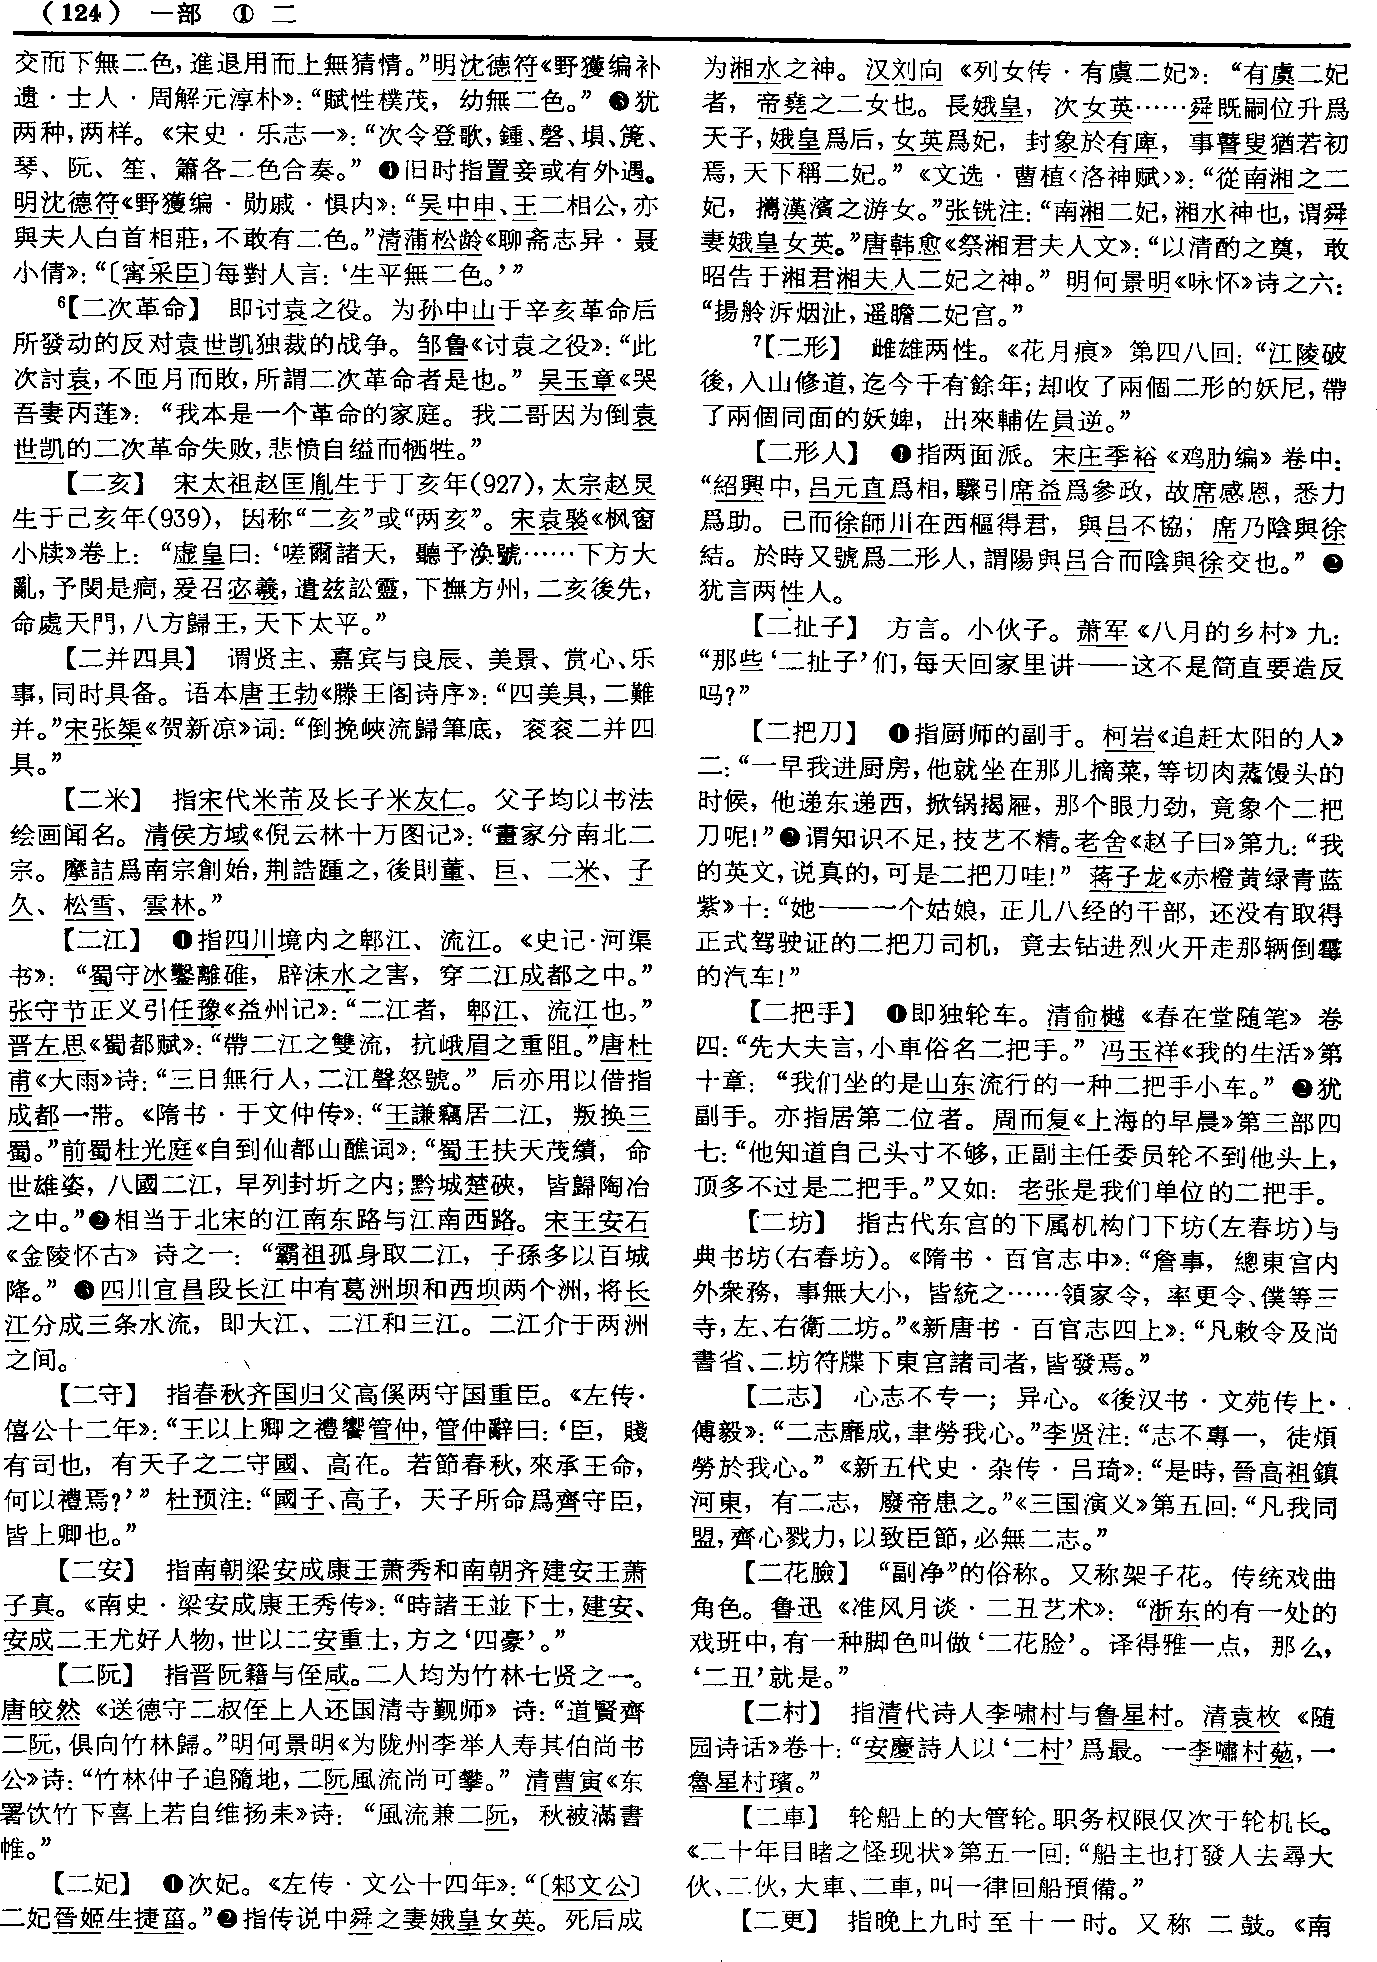 （124） 一部 ① 二
交而下無二色，進退用而上無猜情。”明沈德符《野獲编补
遗·士人·周解元淳朴》：“賦性樸茂，幼無二色。” ❸犹
两种，两样。《宋史·乐志一》：“次令登歌，鍾、磬、塤、篪、
琴、阮、笙、簫各二色合奏。” ❹旧时指置妾或有外遇。
明沈德符《野獲编·勋戚·惧内》：“吴中申、王二相公，亦
與夫人白首相莊，不敢有二色。”清蒲松龄《聊斋志异·聂
小倩》：“〔甯采臣〕每對人言：‘生平無二色。’”
⁶【二次革命】 即讨袁之役。为孙中山于辛亥革命后
所發动的反对袁世凯独裁的战争。邹鲁《讨袁之役》：“此
次討袁，不匝月而敗，所謂二次革命者是也。” 吴玉章《哭
吾妻丙莲》：“我本是一个革命的家庭。我二哥因为倒袁
世凯的二次革命失败，悲愤自缢而牺牲。”
【二亥】 宋太祖赵匡胤生于丁亥年(927)，太宗赵炅
生于己亥年(939)，因称“二亥”或“两亥”。宋袁褧《枫窗
小牍》卷上：“虚皇曰：‘嗟爾諸天，聽予渙號……下方大
亂，予閔是痌，爰召宓羲，遣兹訟靈，下撫方州，二亥後先，
命處天門，八方歸王，天下太平。”
【二并四具】 谓贤主、嘉宾与良辰、美景、赏心、乐
事，同时具备。语本唐王勃《滕王阁诗序》：“四美具，二難
并。”宋张榘《贺新凉》词：“倒挽峽流歸筆底，衮衮二并四
具。”
【二米】 指宋代米芾及长子米友仁。父子均以书法
绘画闻名。清侯方域《倪云林十万图记》：“畫家分南北二
宗。摩詰爲南宗創始，荆、誥踵之，後則董、巨、二米、子
久、松雪、雲林。”
【二江】 ❶指四川境内之郫江、流江。《史记·河渠
书》：“蜀守冰鑿離碓，辟沬水之害，穿二江成都之中。”
张守节正义引任豫《益州记》：“二江者，郫江、流江也。”
晋左思《蜀都赋》：“帶二江之雙流，抗峨眉之重阻。”唐杜
甫《大雨》诗：“三日無行人，二江聲怒號。” 后亦用以借指
成都一带。《隋书·于文仲传》：“王謙竊居二江，叛换三
蜀。”前蜀杜光庭《自到仙都山醮词》：“蜀王扶天茂績，命
世雄姿，八國二江，早列封圻之内；黔城楚硤，皆歸陶冶
之中。”❷相当于北宋的江南东路与江南西路。宋王安石
《金陵怀古》诗之一：“霸祖孤身取二江，子孫多以百城
降。” ❸四川宜昌段长江中有葛洲坝和西坝两个洲，将长
江分成三条水流，即大江、二江和三江。二江介于两洲
之间。
【二守】 指春秋齐国归父高傒两守国重臣。《左传·
僖公十二年》：“王以上卿之禮饗管仲，管仲辭曰：‘臣，賤
有司也，有天子之二守國、高在。若節春秋，來承王命，
何以禮焉？’” 杜预注：“國子、高子，天子所命爲齊守臣，
皆上卿也。”
【二安】 指南朝梁安成康王萧秀和南朝齐建安王萧
子真。《南史·梁安成康王秀传》：“時諸王並下士，建安、
安成二王尤好人物，世以二安重士，方之‘四豪’。”
【二阮】 指晋阮籍与侄咸。二人均为竹林七贤之一。
唐皎然《送德守二叔侄上人还国清寺觐师》诗：“道賢齊
二阮，俱向竹林歸。”明何景明《为陇州李举人寿其伯尚书
公》诗：“竹林仲子追隨地，二阮風流尚可攀。” 清曹寅《东
署饮竹下喜上若自维扬来》诗：“風流兼二阮，秋被滿書
帷。”
【二妃】 ❶次妃。《左传·文公十四年》：“〔邾文公〕
二妃晉姬生捷菑。”❷指传说中舜之妻娥皇女英。死后成
为湘水之神。汉刘向《列女传·有虞二妃》：“有虞二妃
者，帝堯之二女也。長娥皇，次女英……舜既嗣位升爲
天子，娥皇爲后，女英爲妃，封象於有庳，事瞽叟猶若初
焉，天下稱二妃。”《文选·曹植〈洛神赋〉》：“從南湘之二
妃，攜漢濱之游女。”张铣注：“南湘二妃，湘水神也，谓舜
妻娥皇女英。”唐韩愈《祭湘君夫人文》：“以清酌之奠，敢
昭告于湘君湘夫人二妃之神。” 明何景明《咏怀》诗之六：
“揚舲泝烟沚，遥瞻二妃宫。”
⁷【二形】 雌雄两性。《花月痕》第四八回：“江陵破
後，入山修道，迄今千有餘年；却收了兩個二形的妖尼，帶
了兩個同面的妖婢，出來輔佐員逆。”
【二形人】 ❶指两面派。宋庄季裕《鸡肋编》卷中：
“紹興中，吕元直爲相，驟引席益爲參政，故席感恩，悉力
爲助。已而徐師川在西樞得君，與吕不協，席乃陰與徐
結。於時又號爲二形人，謂陽與吕合而陰與徐交也。” ❷
犹言两性人。
【二扯子】 方言。小伙子。萧军《八月的乡村》九：
“那些‘二扯子’们，每天回家里讲——这不是简直要造反
吗？”
【二把刀】 ❶指厨师的副手。柯岩《追赶太阳的人》
二：“一早我进厨房，他就坐在那儿摘菜，等切肉蒸馒头的
时候，他递东递西，掀锅揭屉，那个眼力劲，竟象个二把
刀呢！”❷谓知识不足，技艺不精。老舍《赵子曰》第九：“我
的英文，说真的，可是二把刀哇！” 蒋子龙《赤橙黄绿青蓝
紫》十：“她——一个姑娘，正儿八经的干部，还没有取得
正式驾驶证的二把刀司机，竟去钻进烈火开走那辆倒霉
的汽车！”
【二把手】 ❶即独轮车。清俞樾《春在堂随笔》卷
四：“先大夫言，小車俗名二把手。” 冯玉祥《我的生活》第
十章：“我们坐的是山东流行的一种二把手小车。” ❷犹
副手。亦指居第二位者。周而复《上海的早晨》第三部四
七：“他知道自己头寸不够，正副主任委员轮不到他头上，
顶多不过是二把手。”又如：老张是我们单位的二把手。
【二坊】 指古代东宫的下属机构门下坊(左春坊)与
典书坊(右春坊)。《隋书·百官志中》：“詹事，總東宫内
外衆務，事無大小，皆統之……領家令，率更令、僕等三
寺，左、右衛二坊。”《新唐书·百官志四上》：“凡敕令及尚
書省、二坊符牒下東宫諸司者，皆發焉。”
【二志】 心志不专一；异心。《後汉书·文苑传上·
傅毅》：“二志靡成，聿勞我心。”李贤注：“志不專一，徒煩
勞於我心。”《新五代史·杂传·吕琦》：“是時，晉高祖鎮
河東，有二志，廢帝患之。”《三国演义》第五回：“凡我同
盟，齊心戮力，以致臣節，必無二志。”
【二花臉】 “副净”的俗称。又称架子花。传统戏曲
角色。鲁迅《准风月谈·二丑艺术》：“浙东的有一处的
戏班中，有一种脚色叫做‘二花脸’。译得雅一点，那么，
‘二丑’就是。”
【二村】 指清代诗人李啸村与鲁星村。清袁枚《随
园诗话》卷十：“安慶詩人以‘二村’爲最。一李嘯村葂，一
魯星村璸。”
【二車】 轮船上的大管轮。职务权限仅次于轮机长。
《二十年目睹之怪现状》第五一回：“船主也打發人去尋大
伙、二伙，大車、二車，叫一律回船預備。”
【二更】 指晚上九时至十一时。又称二鼓。《南